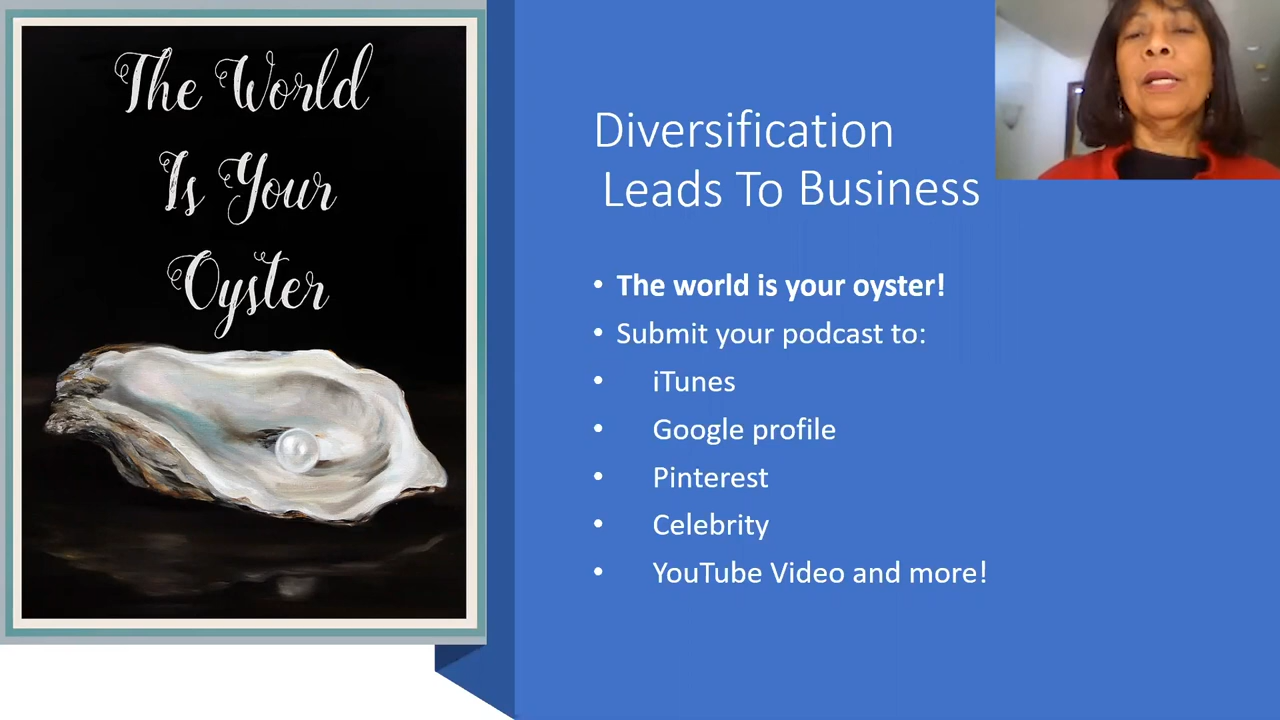 The World
Is Your
Oyster
Diversification
Leads To Business
• The world is your oyster!
• Submit your podcast to:
• iTunes
• Google profile
• Pinterest
• Celebrity
• YouTube Video and more!